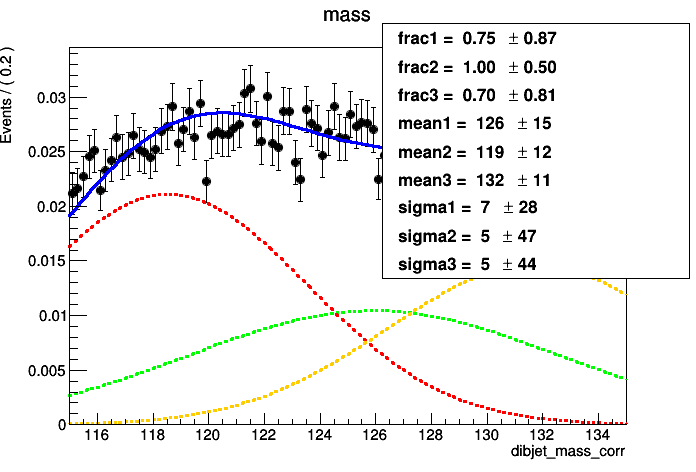 mass
frac1 = 0.75 ± 0.87
frac2 = 1.00 ± 0.50
frac3 = 0.70 ± 0.81
mean1 = 126 ± 15
mean2 = 119 ± 12
mean3 = 132 ± 11
sigma1 = 7 ± 28
sigma2 = 5 ± 47
sigma3 = 5 ± 44
Events / ( 0.2 )
0.03
0.025
0.02
0.015
0.01
0.005
0
116 118 120 122 124 126 128 130 132 134
dibjet_mass_corr